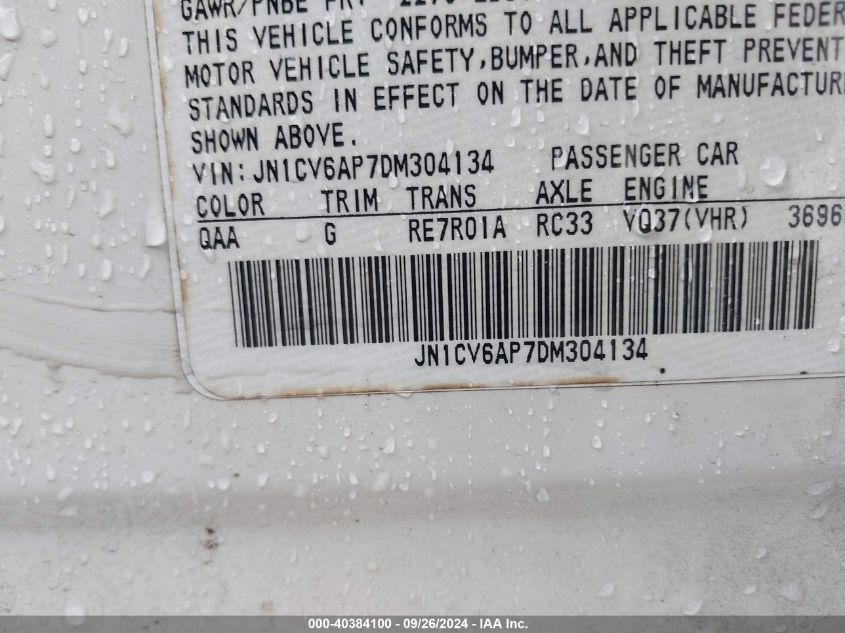 THIS VEHICLE CONFORMS TO ALL APPLICABLE FEDER
MOTOR VEHICLE SAFETY,BUMPER,AND THEFT PREVENT
STANDARDS IN EFFECT ON THE DATE OF MANUFACTUR
SHOWN ABOVE.
VIN:JN1CV6AP7DM304134 PASSENGER CAR
COLOR TRIM TRANS AXLE ENGINE
QAA G RE7R01A RC33 VQ37(VHR) 3696
JN1CV6AP7DM304134
000-40384100 - 09/26/2024 - IAA Inc.